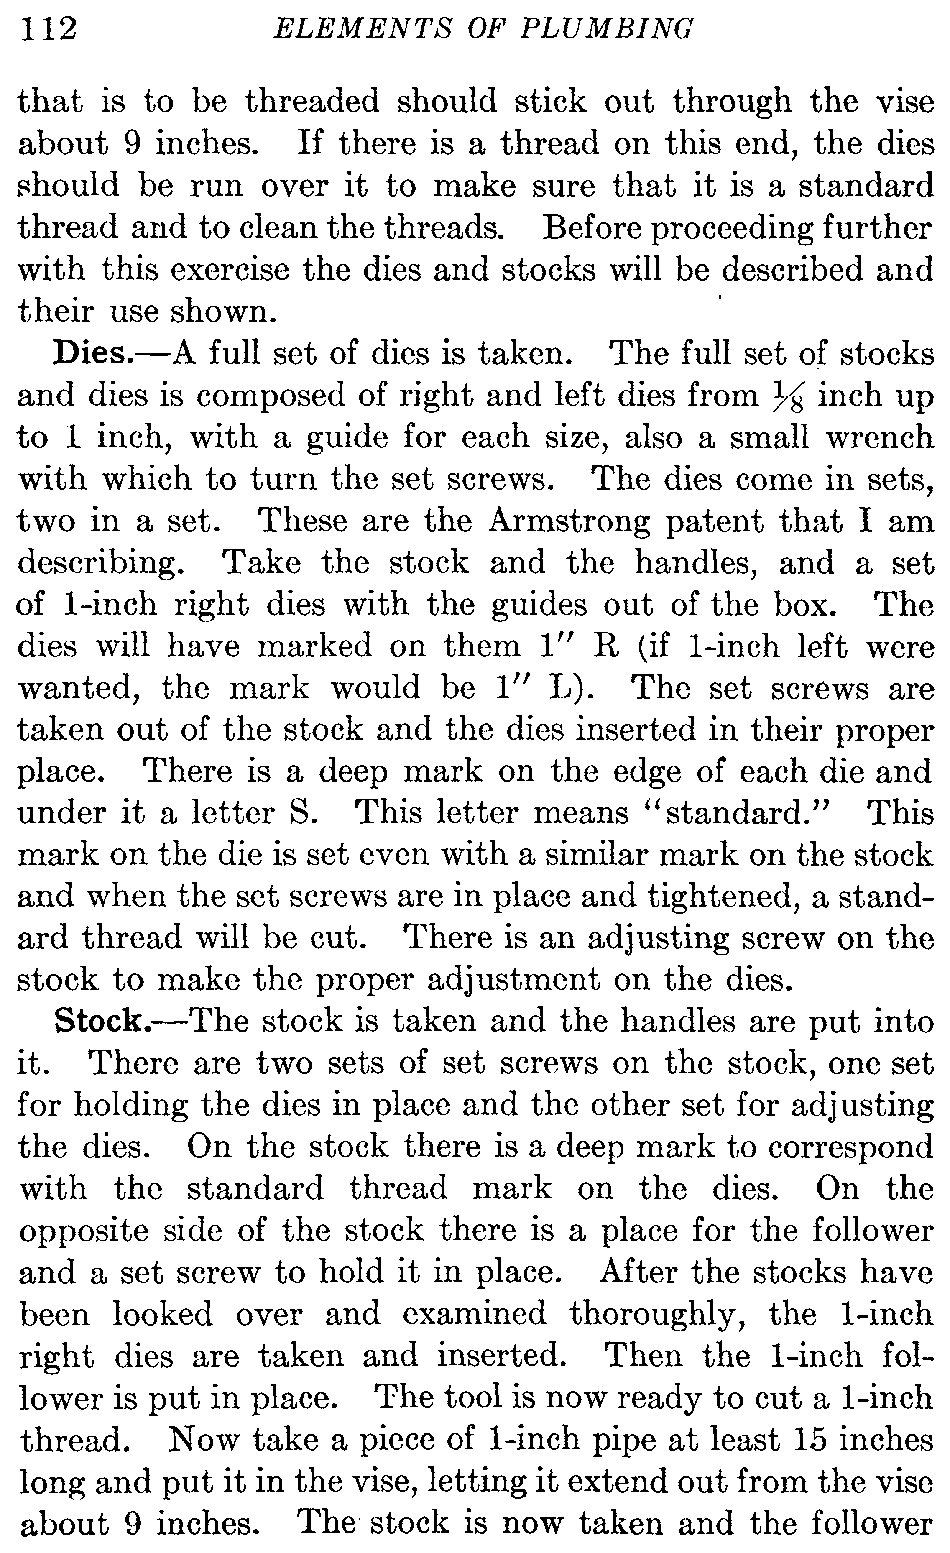 112 ELEMENTS OF PLUMBING
that is to be threaded should stick out through the vise
about 9 inches. If there is a thread on this end, the dies
should be run over it to make sure that it is a standard
thread and to clean the threads. Before proceeding further
with this exercise the dies and stocks will be described and
their use shown.
Dies.—A full set of dies is taken. The full set of stocks
and dies is composed of right and left dies from ⅛ inch up
to 1 inch, with a guide for each size, also a small wrench
with which to turn the set screws. The dies come in sets,
two in a set. These are the Armstrong patent that I am
describing. Take the stock and the handles, and a set
of 1-inch right dies with the guides out of the box. The
dies will have marked on them 1″ R (if 1-inch left were
wanted, the mark would be 1″ L). The set screws are
taken out of the stock and the dies inserted in their proper
place. There is a deep mark on the edge of each die and
under it a letter S. This letter means “standard.” This
mark on the die is set even with a similar mark on the stock
and when the set screws are in place and tightened, a stand-
ard thread will be cut. There is an adjusting screw on the
stock to make the proper adjustment on the dies.
Stock.—The stock is taken and the handles are put into
it. There are two sets of set screws on the stock, one set
for holding the dies in place and the other set for adjusting
the dies. On the stock there is a deep mark to correspond
with the standard thread mark on the dies. On the
opposite side of the stock there is a place for the follower
and a set screw to hold it in place. After the stocks have
been looked over and examined thoroughly, the 1-inch
right dies are taken and inserted. Then the 1-inch fol-
lower is put in place. The tool is now ready to cut a 1-inch
thread. Now take a piece of 1-inch pipe at least 15 inches
long and put it in the vise, letting it extend out from the vise
about 9 inches. The stock is now taken and the follower